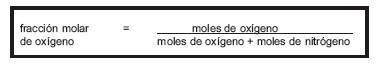 fracción molar = moles de oxígeno
de oxígeno moles de oxígeno + moles de nitrógeno